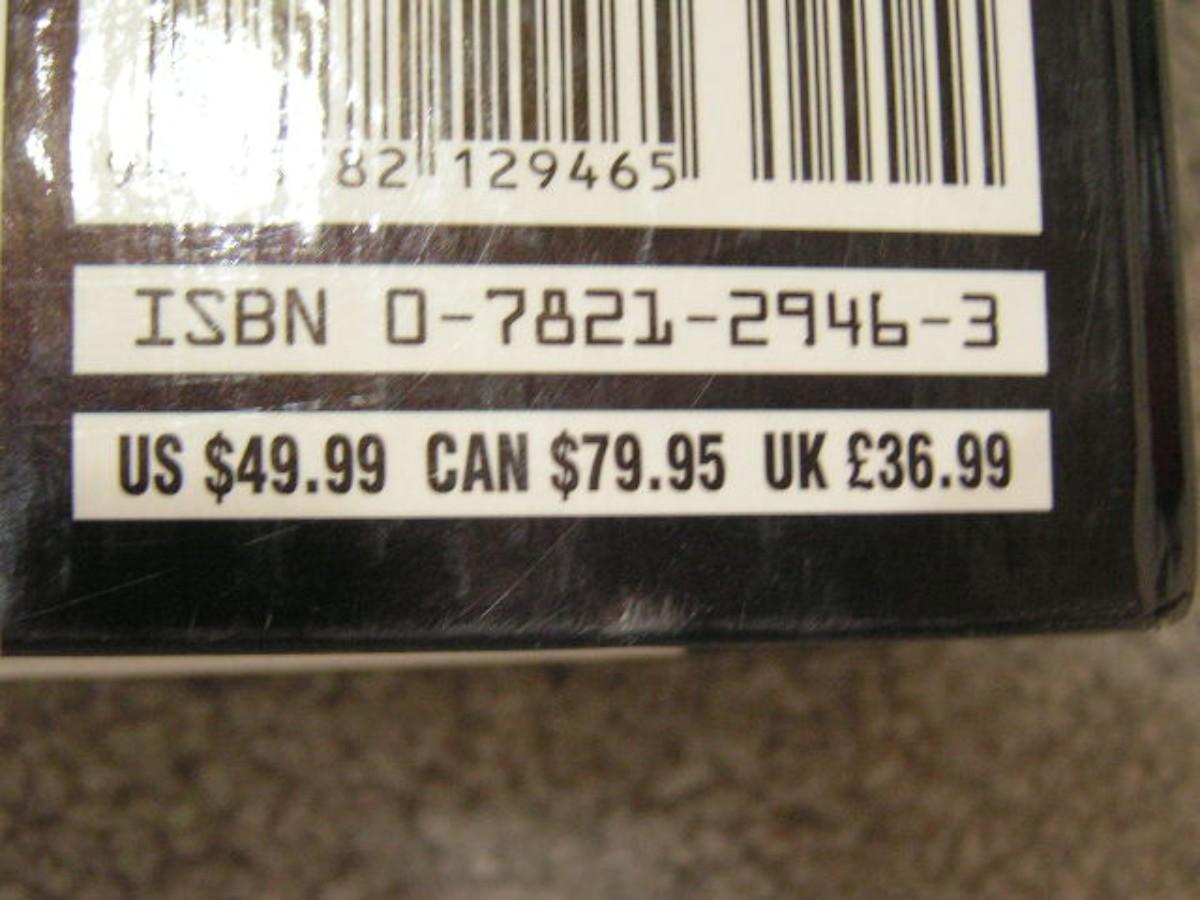 82 129465
ISBN 0-7821-2946-3
US $49.99 CAN $79.95 UK £36.99